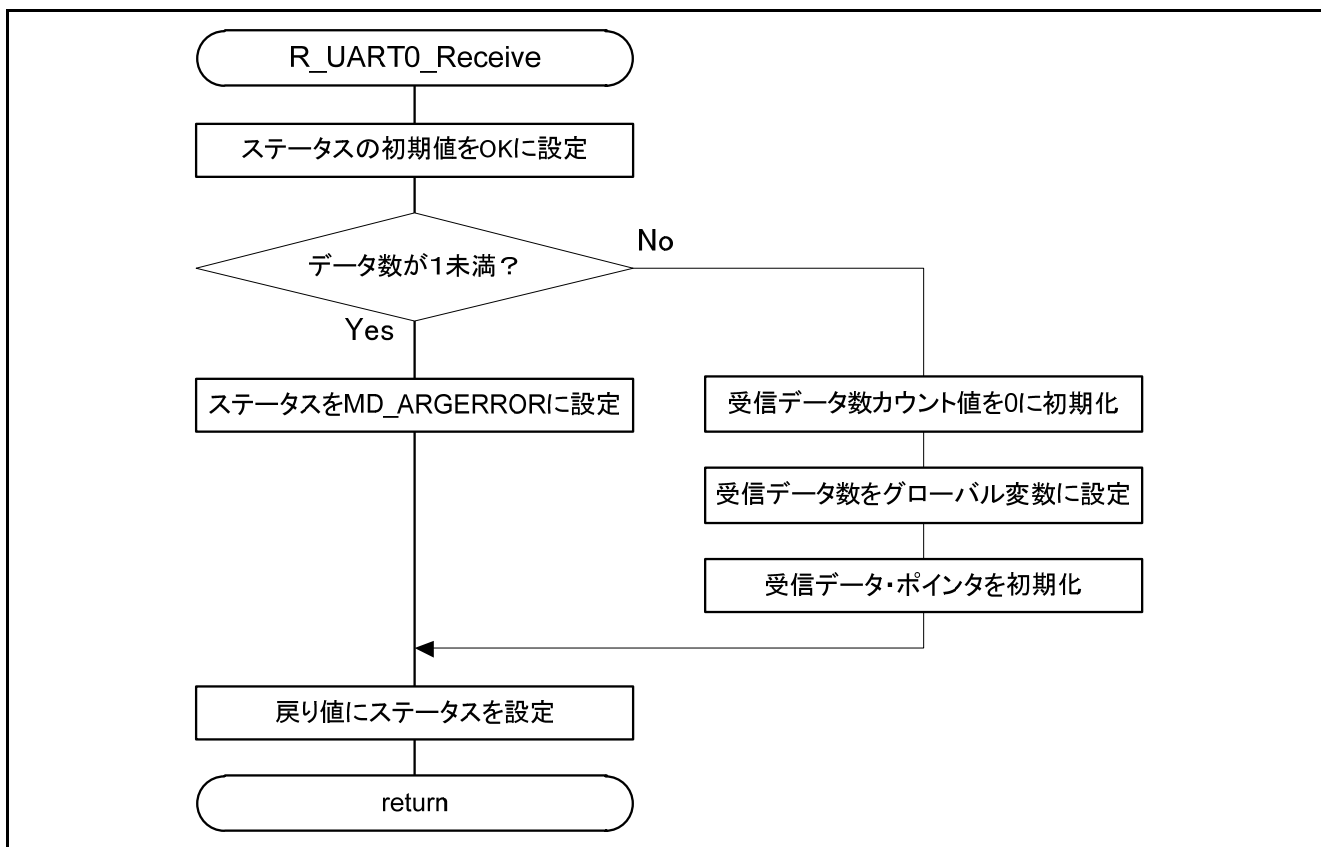 R_UART0_Receive
ステータスの初期値をOKに設定
データ数が1未満?
No
Yes
ステータスをMD_ARGERRORに設定
受信データ数カウント値を0に初期化
受信データ数をグローバル変数に設定
受信データ・ポインタを初期化
戻り値にステータスを設定
return